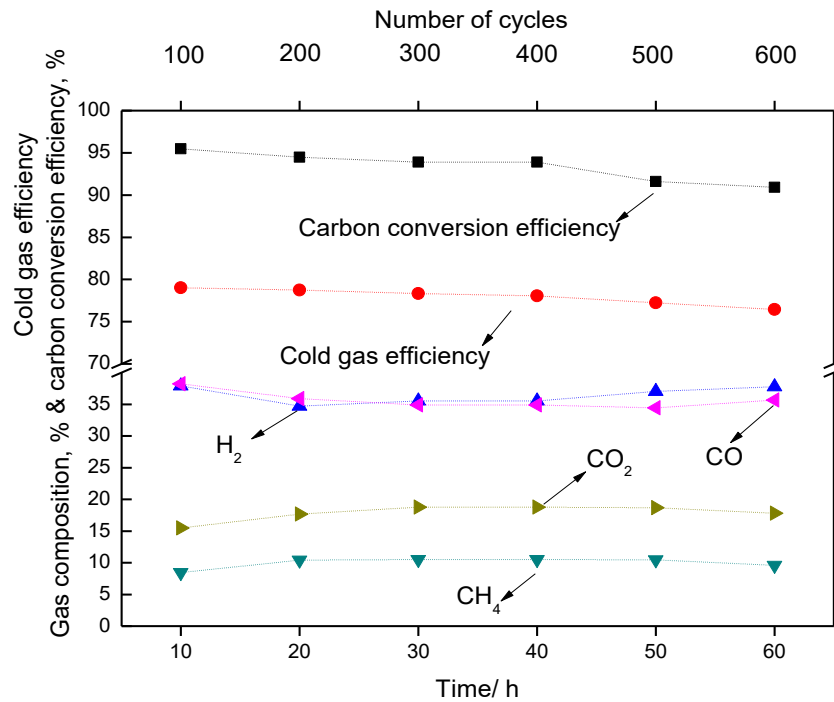 Number of cycles
100 200 300 400 500 600
Cold gas efficiency
Gas composition, % & carbon conversion efficiency, %
100
95
90
85
80
75
70
35
30
25
20
15
10
5
0
Carbon conversion efficiency
Cold gas efficiency
H2
CO2
CO
CH4
10 20 30 40 50 60
Time/ h